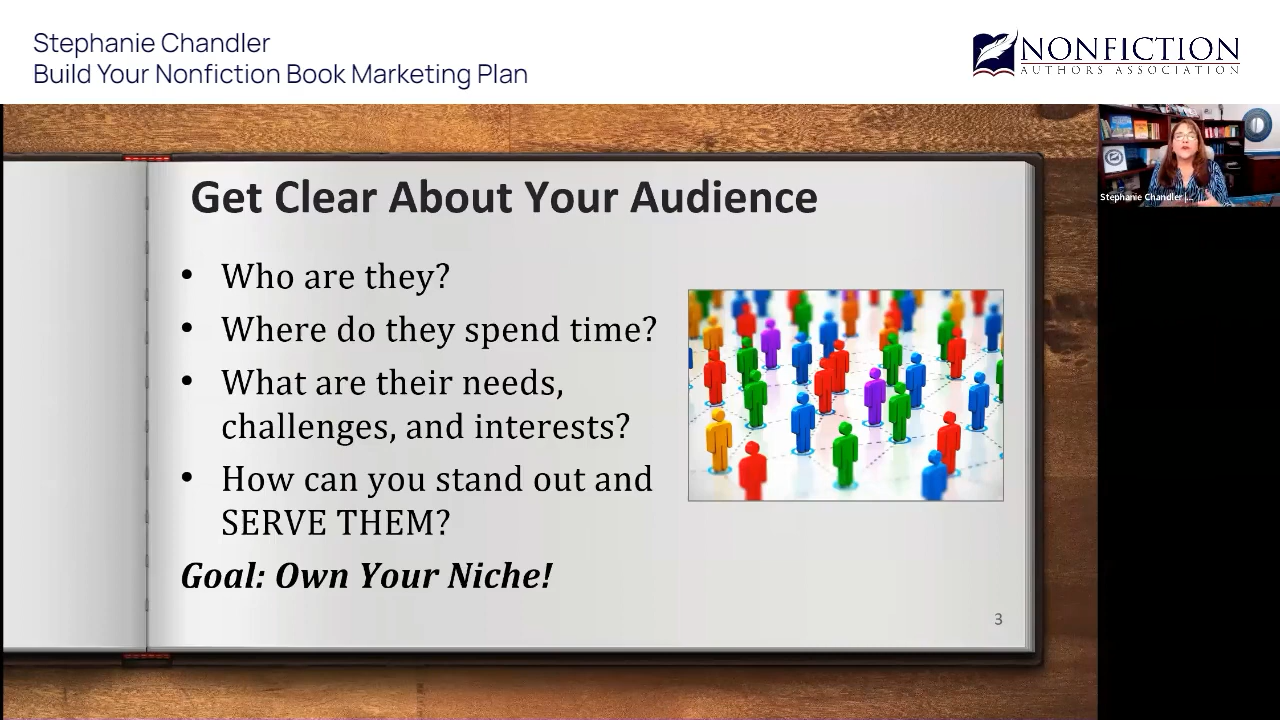 Stephanie Chandler
Build Your Nonfiction Book Marketing Plan
NONFICTION
AUTHORS ASSOCIATION
Get Clear About Your Audience
• Who are they?
• Where do they spend time?
• What are their needs,
challenges, and interests?
• How can you stand out and
SERVE THEM?
Goal: Own Your Niche!
3
Stephanie Chandler |...